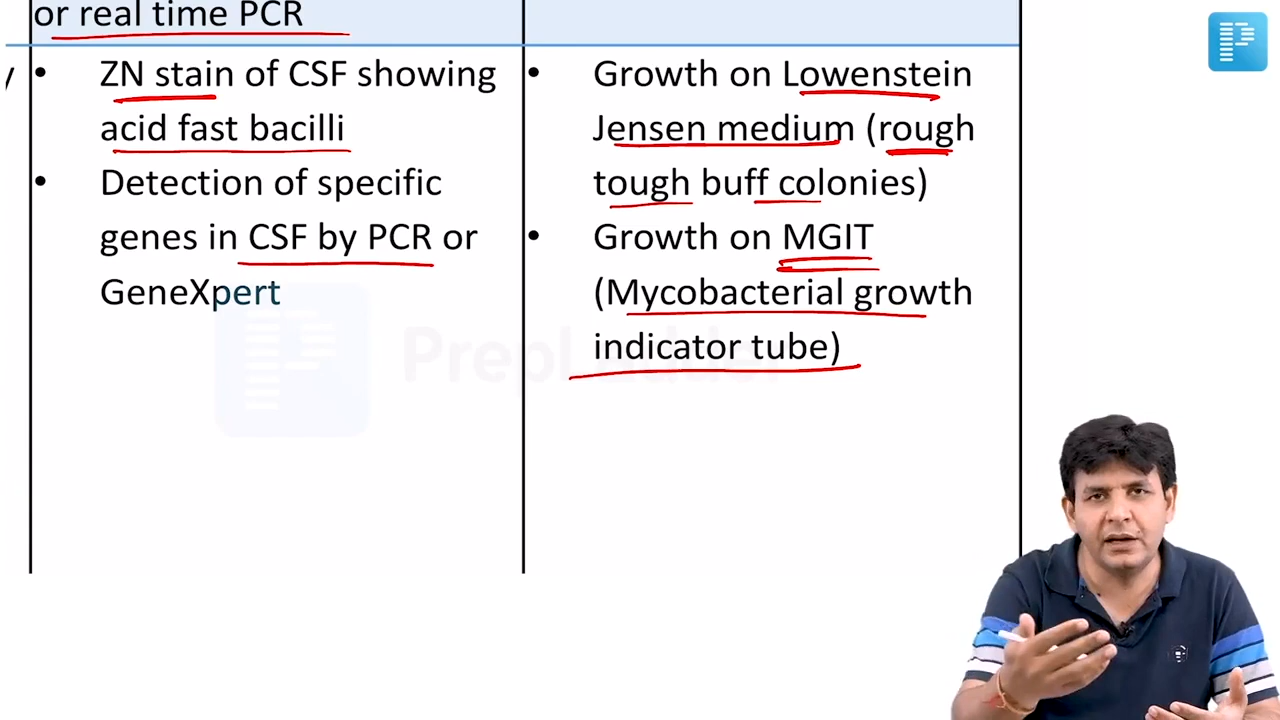 or real time PCR
• ZN stain of CSF showing
acid fast bacilli
• Detection of specific
genes in CSF by PCR or
GeneXpert
• Growth on Lowenstein
Jensen medium (rough
tough buff colonies)
• Growth on MGIT
(Mycobacterial growth
indicator tube)